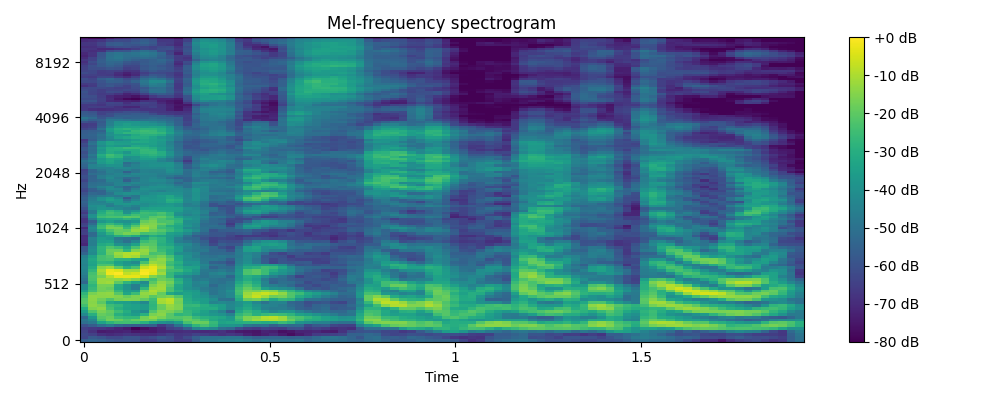 Mel-frequency spectrogram
8192
4096
2048
1024
512
0
Hz
0
0.5
1
1.5
Time
+0 dB
-10 dB
-20 dB
-30 dB
-40 dB
-50 dB
-60 dB
-70 dB
-80 dB